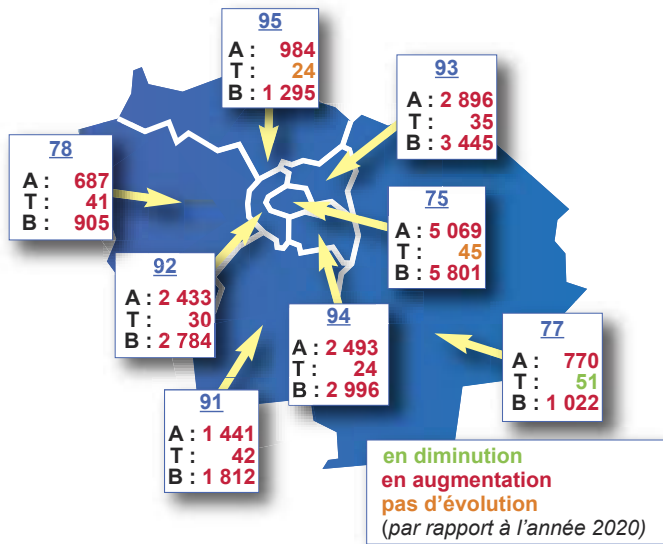 95
A : 984
T : 24
B : 1 295
93
A : 2 896
T : 35
B : 3 445
78
A : 687
T : 41
B : 905
75
A : 5 069
T : 45
B : 5 801
92
A : 2 433
T : 30
B : 2 784
94
A : 2 493
T : 24
B : 2 996
77
A : 770
T : 51
B : 1 022
91
A : 1 441
T : 42
B : 1 812
en diminution
en augmentation
pas d'évolution
(par rapport à l'année 2020)